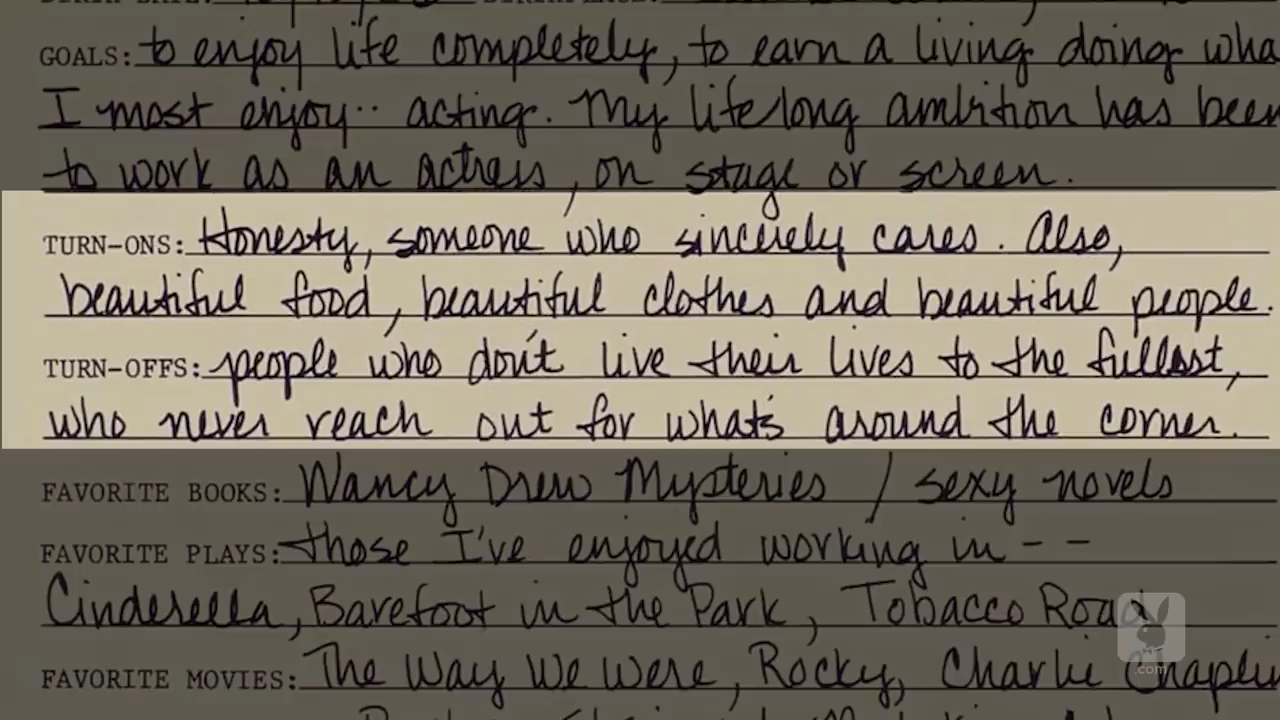 GOALS: to enjoy life completely, to earn a living doing wha
I most enjoy.. acting. My lifelong ambition has been
to work as an actress, on stage or screen.
TURN-ONS: Honesty, someone who sincerely cares. Also,
beautiful food, beautiful clothes and beautiful people.
TURN-OFFS: people who don't live their lives to the fullest,
who never reach out for what's around the corner.
FAVORITE BOOKS: Nancy Drew Mysteries / sexy novels
FAVORITE PLAYS: those I've enjoyed working in--
Cinderella, Barefoot in the Park, Tobacco Road
.com
FAVORITE MOVIES: The Way We Were, Rocky, Charlie Chaplin